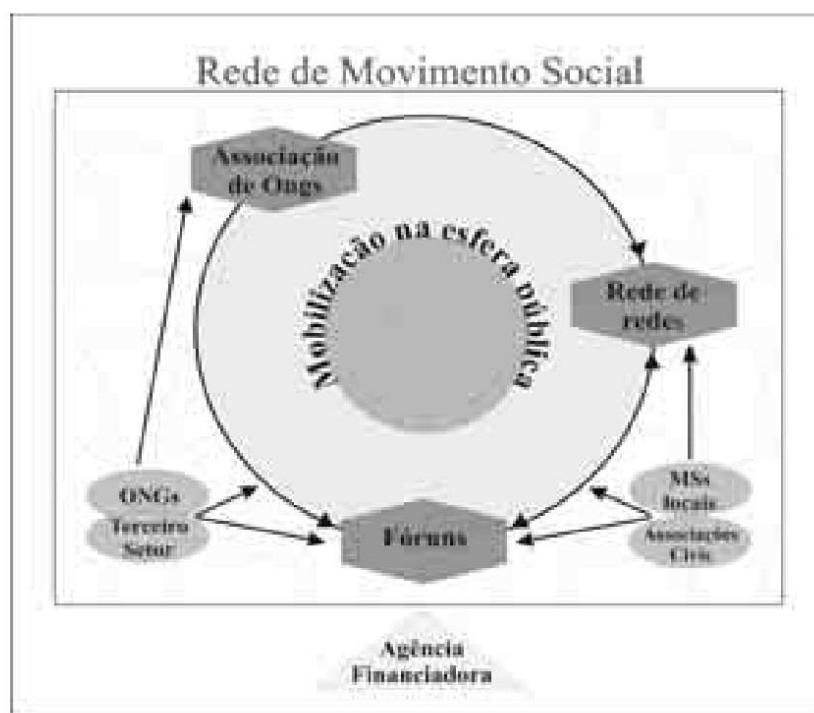 Rede de Movimento Social
Associação
de Ongs
Mobilização na esfera pública
Rede de
redes
ONGs
Terceiro
Setor
MSs
locais
Associações
Civis
Fóruns
Agência
Financiadora